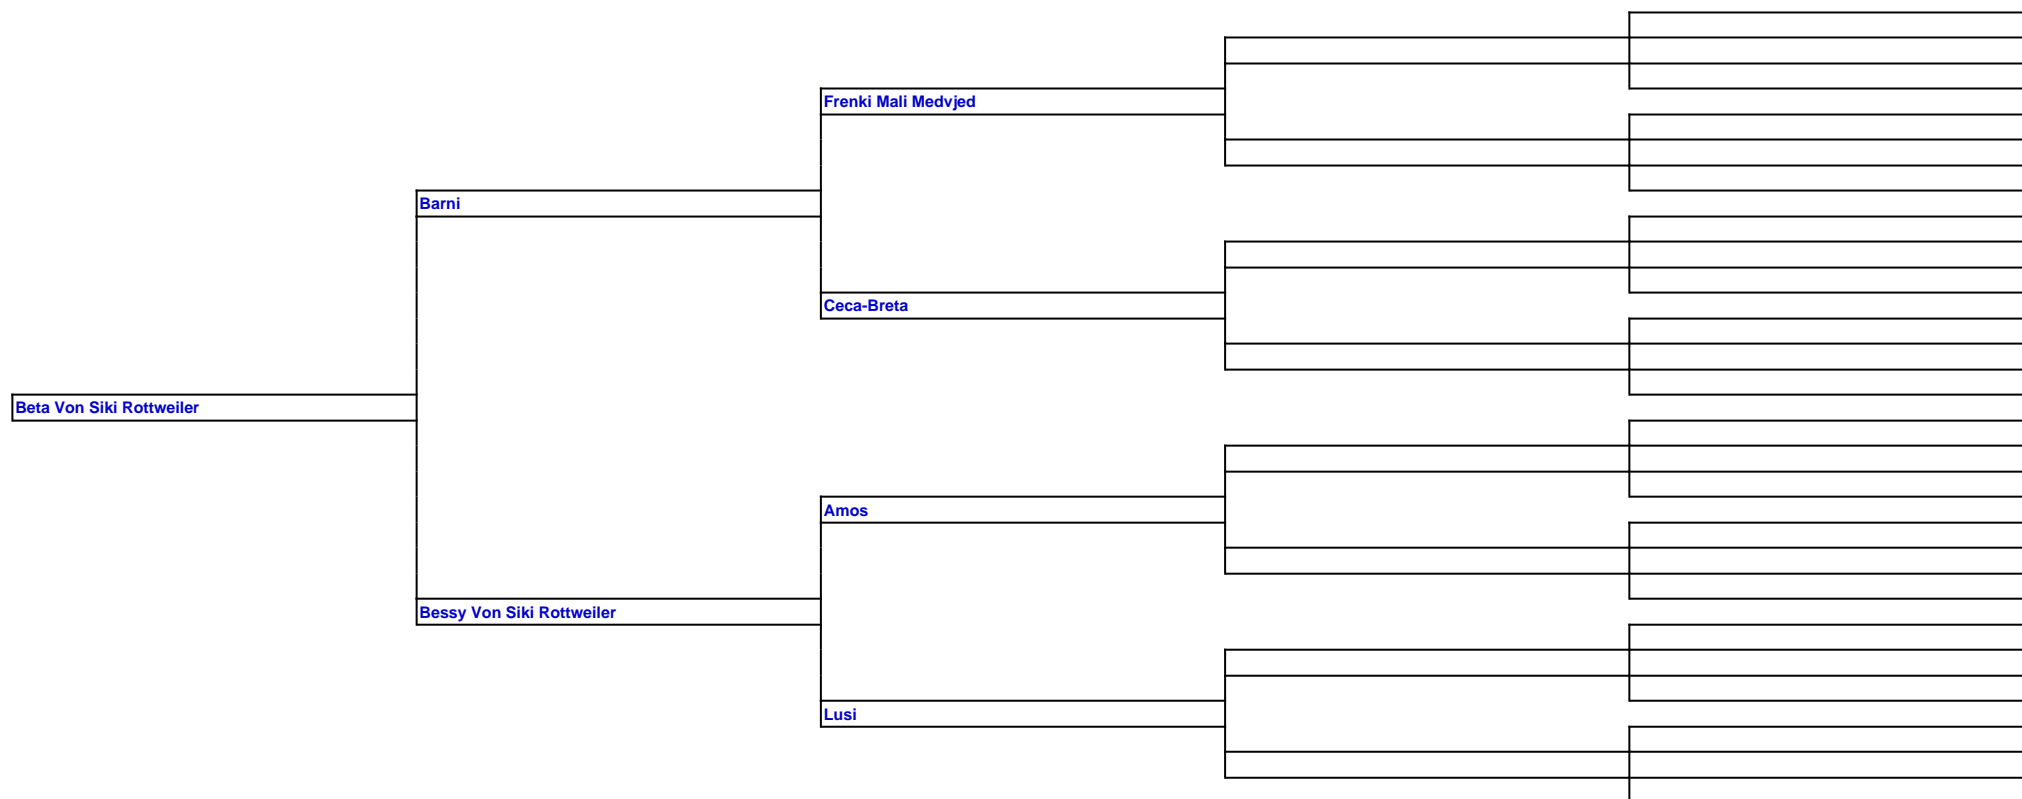 Frenki Mali Medvjed
Barni
Ceca-Breta
Beta Von Siki Rottweiler
Amos
Bessy Von Siki Rottweiler
Lusi